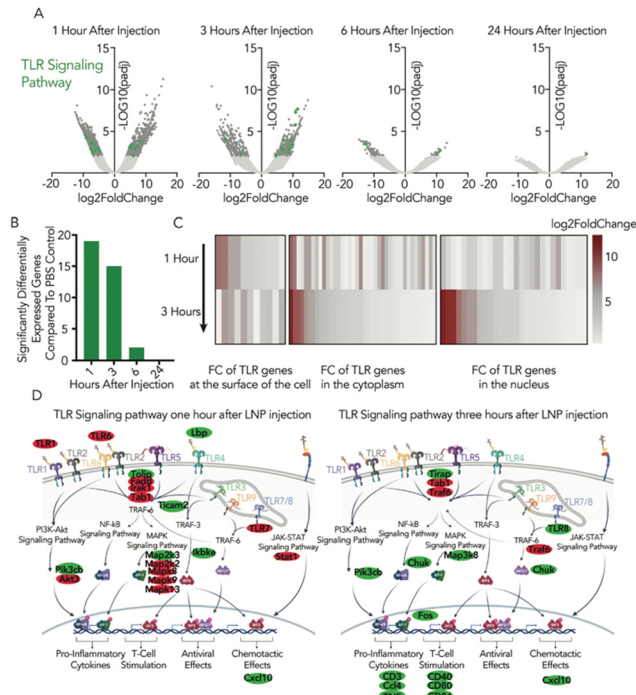 A
1 Hour After Injection
3 Hours After Injection
6 Hours After Injection
24 Hours After Injection
TLR Signaling
Pathway
15
10
5
-LOG10(padj)
-20 -10 0 10 20
log2FoldChange
15
10
5
-LOG10(padj)
-20 -10 0 10 20
log2FoldChange
15
10
5
-LOG10(padj)
-20 -10 0 10 20
log2FoldChange
15
10
5
-LOG10(padj)
-20 -10 0 10 20
log2FoldChange
B
Significantly Differentially
Expressed Genes
Compared To PBS Control
20
15
10
5
0
1 3 6 24
Hours After Injection
C
log2FoldChange
1 Hour
3 Hours
10
5
FC of TLR genes
at the surface of the cell
FC of TLR genes
in the cytoplasm
FC of TLR genes
in the nucleus
D
TLR Signaling pathway one hour after LNP injection
TLR1
TLR6
Lbp
TLR1
TLR2
TLR6
TLR2
TLR5
TLR4
Tolip
Fadd
Irak1
Tab1
TRAF-6
Ticam2
TLR3
TLR9
TLR7/8
TLR7
PI3K-Akt
Signaling Pathway
NF-kB
Signaling Pathway
MAPK
Signaling Pathway
TRAF-3
TRAF-6
JAK-STAT
Signaling Pathway
Stat1
Ikbke
Pik3cb
Akt3
Map2k3
Map2k2
Mapk8
Mapk9
Mapk13
Pro-Inflammatory
Cytokines
T-Cell
Stimulation
Antiviral
Effects
Chemotactic
Effects
Cxcl10
TLR Signaling pathway three hours after LNP injection
TLR1
TLR2
TLR6
TLR2
TLR5
TLR4
Tirap
Tab1
Traf6
TLR3
TLR9
TLR7/8
TLR8
PI3K-Akt
Signaling Pathway
NF-kB
Signaling Pathway
MAPK
Signaling Pathway
TRAF-3
TRAF-6
Traf6
JAK-STAT
Signaling Pathway
Pik3cb
Chuk
Map3k8
Chuk
Fos
Pro-Inflammatory
Cytokines
T-Cell
Stimulation
Antiviral
Effects
Chemotactic
Effects
CD3
Ccl4
CD40
CD80
Cxcl10